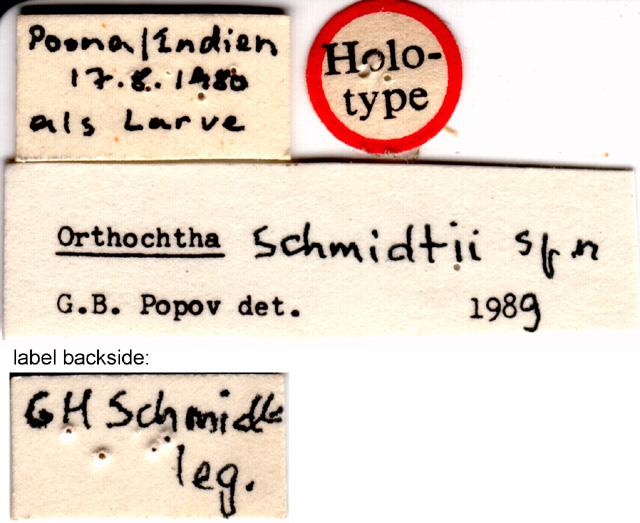 Poona/Indien
17.8.1980
als Larve
Holo-
type
Orthochtha Schmidtii sp n
G.B. Popov det. 1989
label backside:
GH Schmidt
leg.